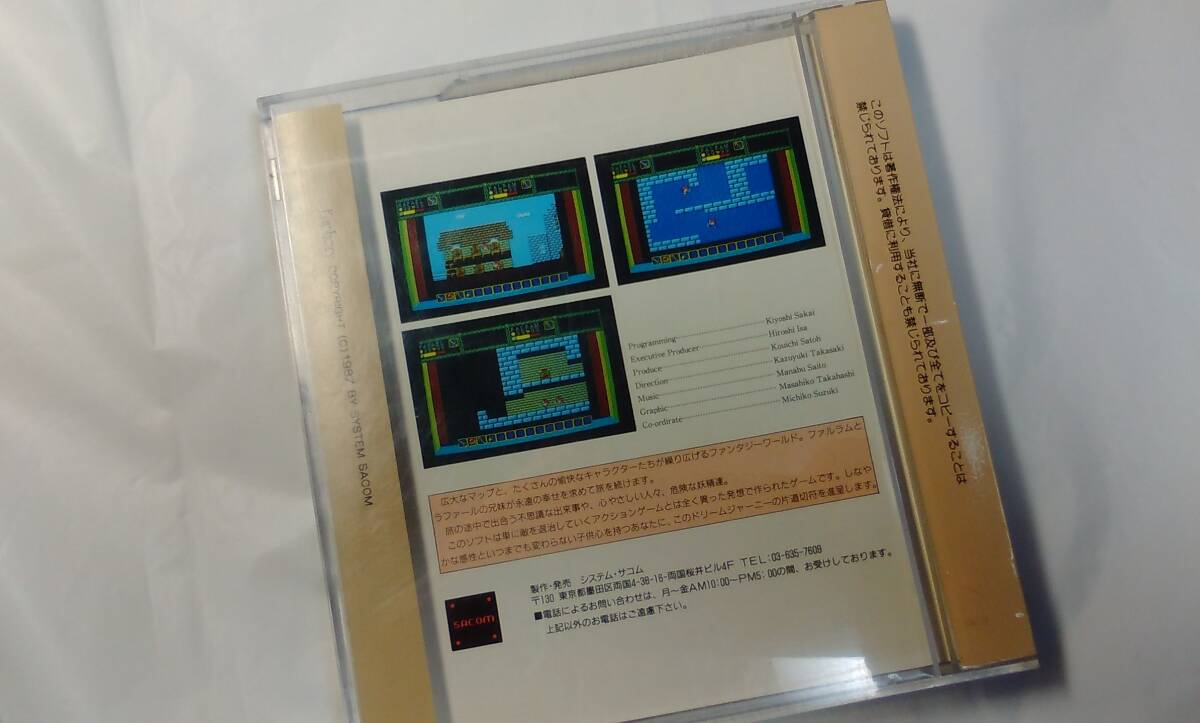 Programming
Kiyoshi Sakai
Executive Producer
Hiroshi Isa
Produce
Kouichi Satoh
Direction
Kazuyuki Takasaki
Music
Manabu Saito
Graphic
Masahiko Takahashi
Co-ordirate
Michiko Suzuki
広大なマップと、たくさんの愉快なキャラクターたちが繰り広げるファンタジーワールド。ファルラムと
ラファールの兄妹が永遠の幸せを求めて旅を続けます。
旅の途中で出合う不思議な出来事や、心やさしい人々、危険な妖精達。
このソフトは単に敵を退治していくアクションゲームとは全く異った発想で作られたゲームです。しなや
かな感性といつまでも変わらない子供心を持つあなたに、このドリームジャーニーの片道切符を進呈します。
製作・発売 システム・サコム
〒130 東京都墨田区両国4-38-16-両国桜井ビル4F TEL:03-635-7609
■電話によるお問い合わせは、月～金AM10:00～PM5:00の間、お受けしております。
上記以外のお電話はご遠慮下さい。
SACOM
COPYRIGHT (C)1987 BY SYSTEM SACOM
このソフトは著作権法により、当社に無断で一部及び全てをコピーすることは
禁じられております。賃借に利用することも禁じられております。